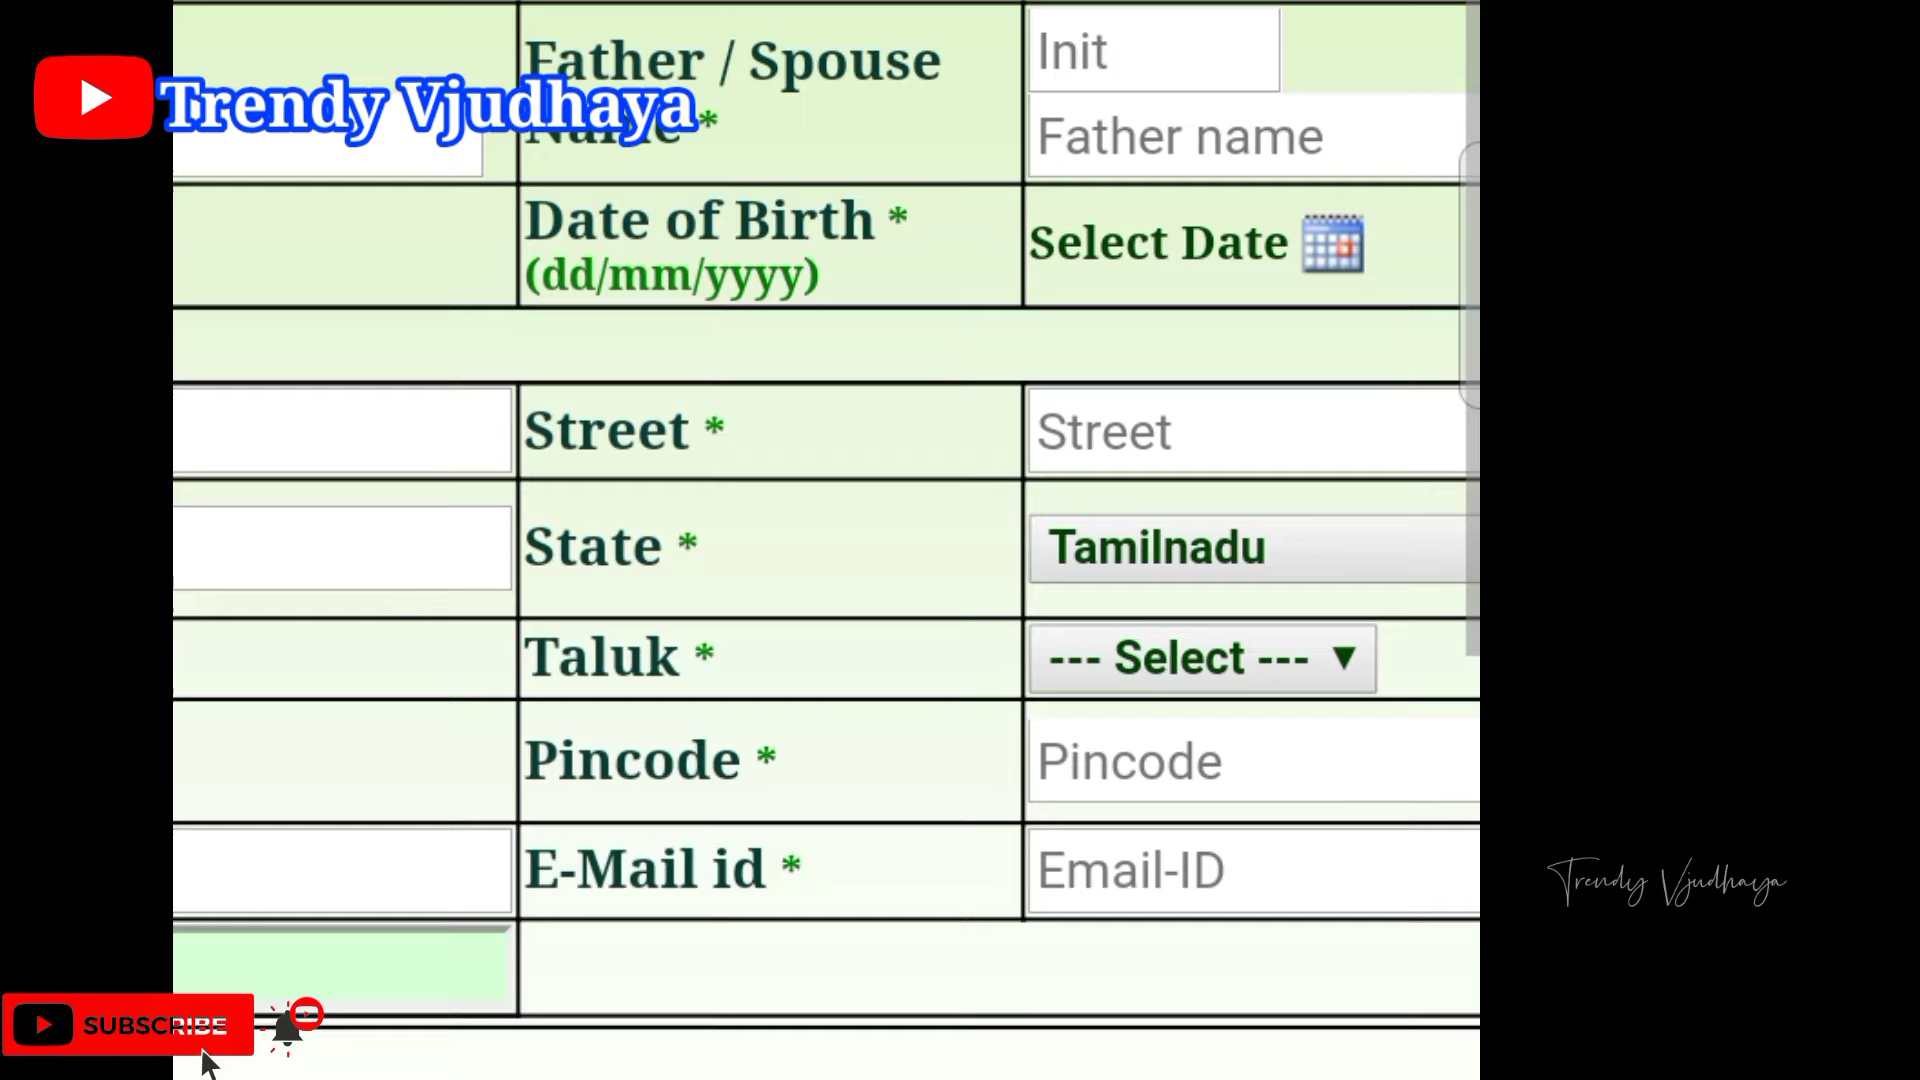 Father / Spouse
Name *
Init
Father name
Trendy Vjudhaya
Date of Birth *
(dd/mm/yyyy)
Select Date
Street *
Street
State *
Tamilnadu
Taluk *
--- Select --- ▼
Pincode *
Pincode
E-Mail id *
Email-ID
Trendy Vjudhaya
SUBSCRIBE